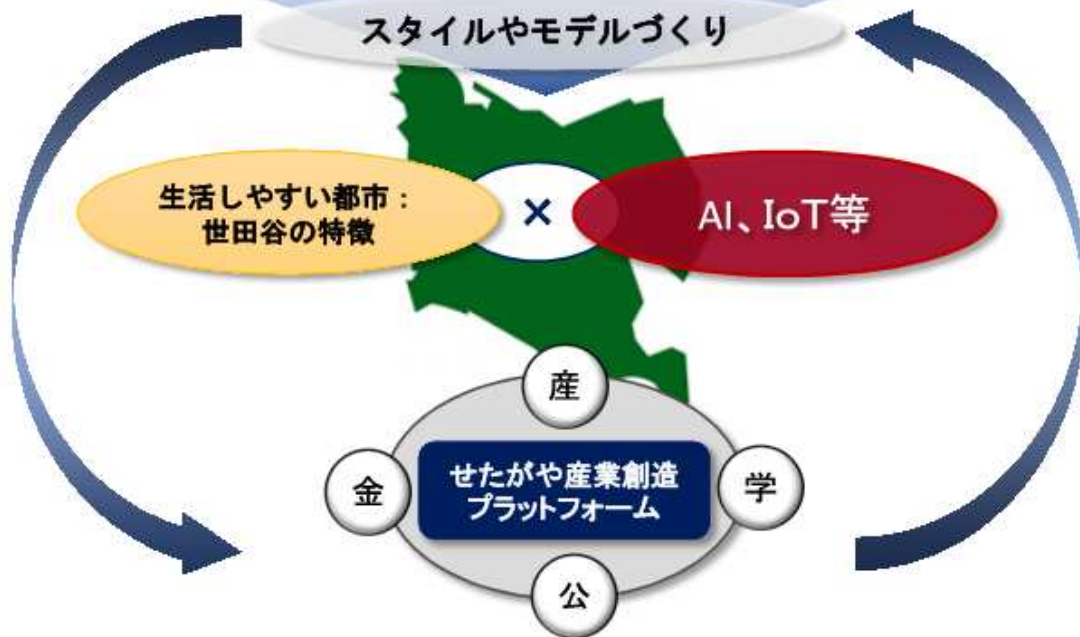 スタイルやモデルづくり
生活しやすい都市：
世田谷の特徴
×
AI、IoT等
産
金
せたがや産業創造
プラットフォーム
学
公